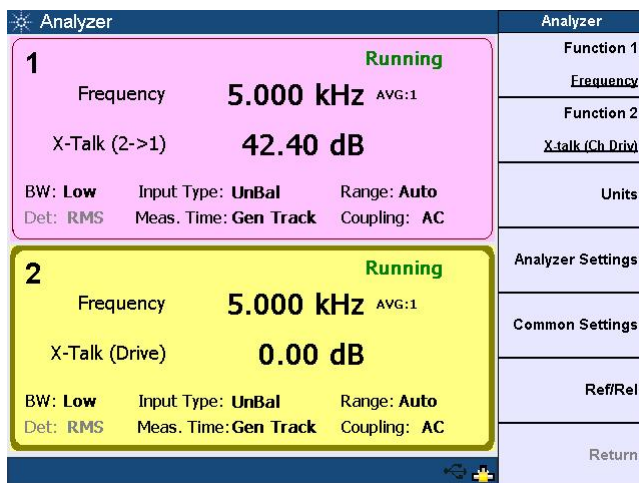 Analyzer
1
Running
Frequency 5.000 kHz AVG:1
X-Talk (2->1) 42.40 dB
BW: Low Input Type: UnBal Range: Auto
Det: RMS Meas. Time: Gen Track Coupling: AC
2
Running
Frequency 5.000 kHz AVG:1
X-Talk (Drive) 0.00 dB
BW: Low Input Type: UnBal Range: Auto
Det: RMS Meas. Time: Gen Track Coupling: AC
Analyzer
Function 1
Frequency
Function 2
X-talk (Ch Driv)
Units
Analyzer Settings
Common Settings
Ref/Rel
Return